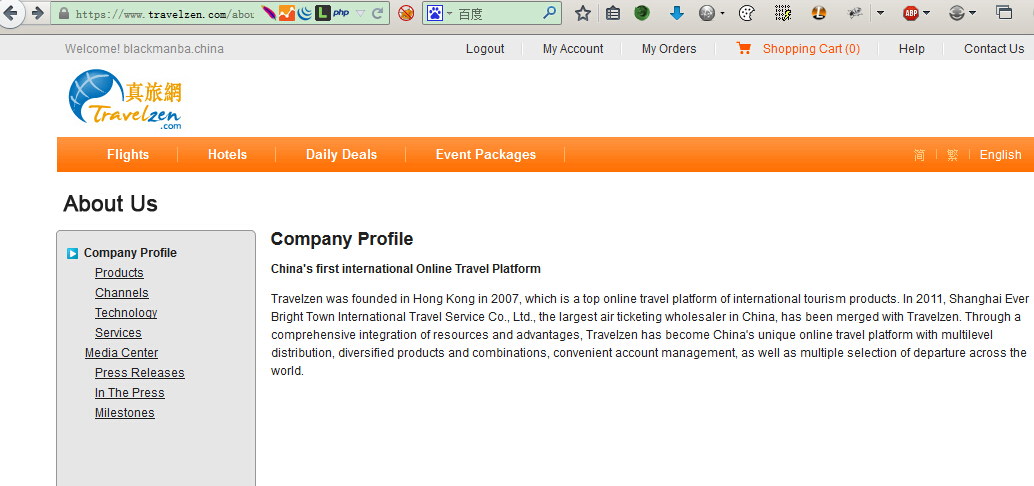 https://www.travelzen.com/abou php 百度 ABP
Welcome! blackmanba.china Logout My Account My Orders Shopping Cart (0) Help Contact Us
真旅網
Travelzen
.com
Flights Hotels Daily Deals Event Packages 简 繁 English
About Us
Company Profile
Products
Channels
Technology
Services
Media Center
Press Releases
In The Press
Milestones
Company Profile
China's first international Online Travel Platform
Travelzen was founded in Hong Kong in 2007, which is a top online travel platform of international tourism products. In 2011, Shanghai Ever
Bright Town International Travel Service Co., Ltd., the largest air ticketing wholesaler in China, has been merged with Travelzen. Through a
comprehensive integration of resources and advantages, Travelzen has become China's unique online travel platform with multilevel
distribution, diversified products and combinations, convenient account management, as well as multiple selection of departure across the
world.